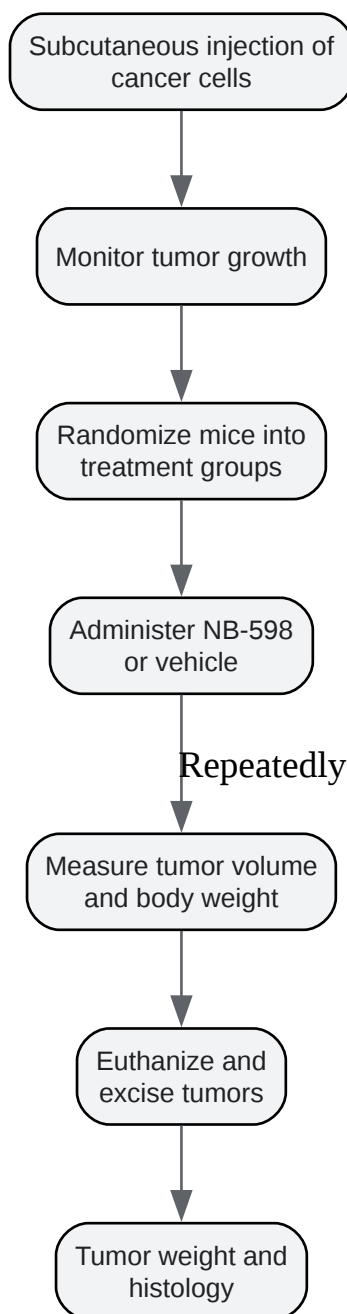 Subcutaneous injection of
cancer cells
Monitor tumor growth
Randomize mice into
treatment groups
Administer NB-598
or vehicle
Repeatedly
Measure tumor volume
and body weight
Euthanize and
excise tumors
Tumor weight and
histology